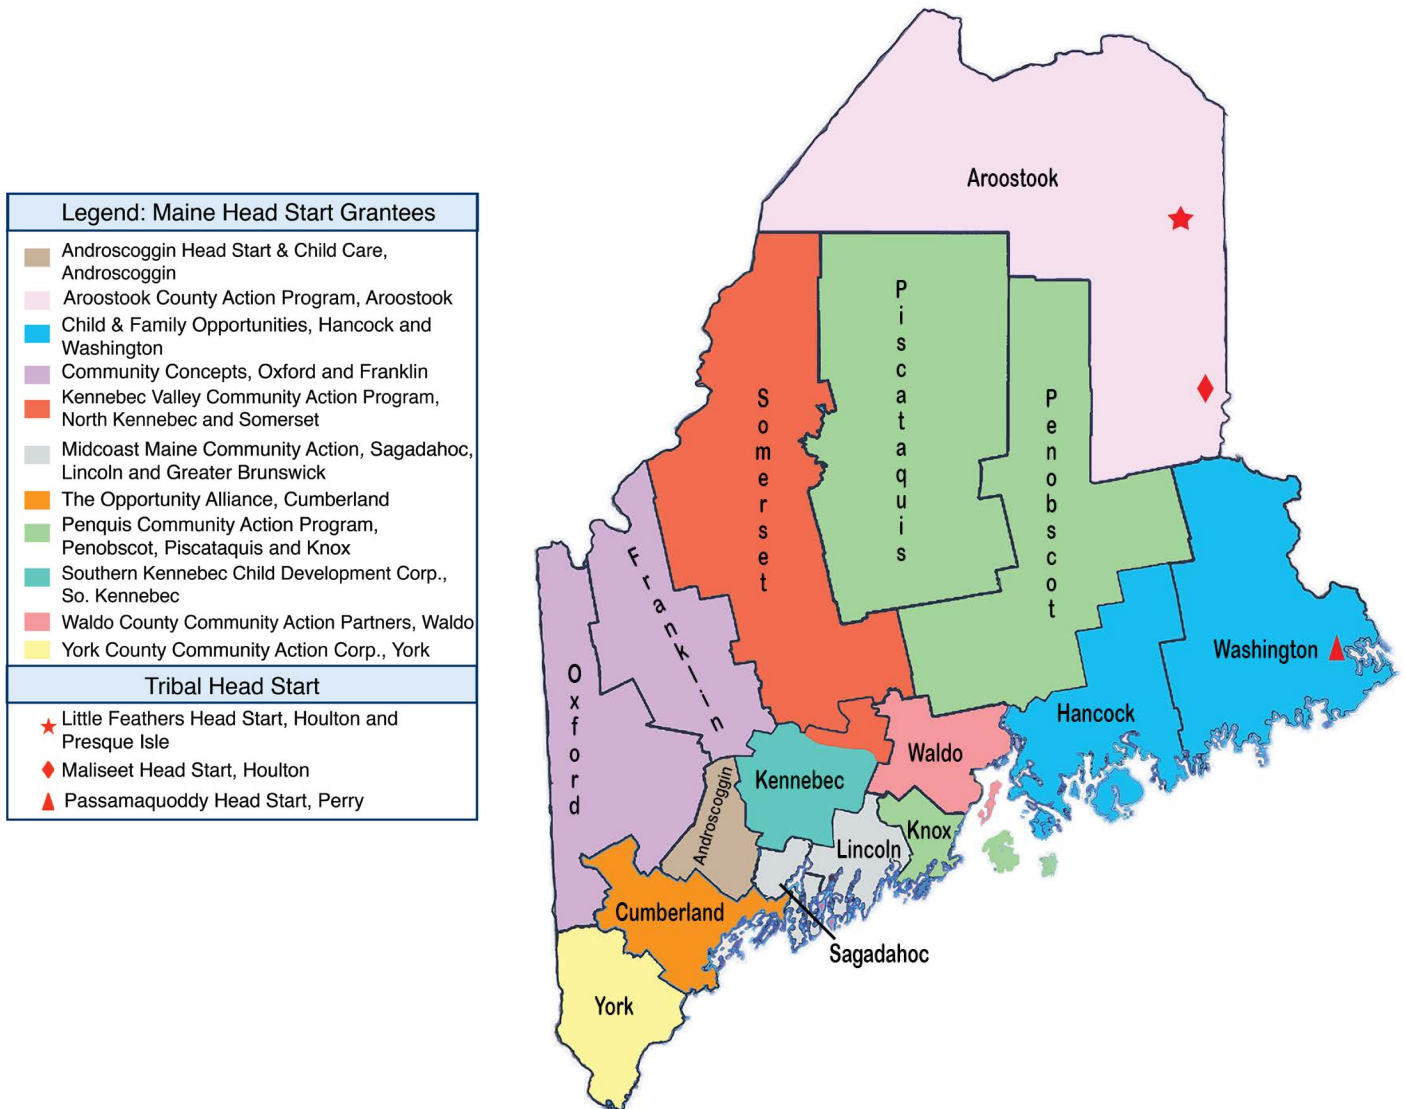 Legend: Maine Head Start Grantees
Androscoggin Head Start & Child Care,
Androscoggin
Aroostook County Action Program, Aroostook
Child & Family Opportunities, Hancock and
Washington
Community Concepts, Oxford and Franklin
Kennebec Valley Community Action Program,
North Kennebec and Somerset
Midcoast Maine Community Action, Sagadahoc,
Lincoln and Greater Brunswick
The Opportunity Alliance, Cumberland
Penquis Community Action Program,
Penobscot, Piscataquis and Knox
Southern Kennebec Child Development Corp.,
So. Kennebec
Waldo County Community Action Partners, Waldo
York County Community Action Corp., York
Tribal Head Start
Little Feathers Head Start, Houlton and
Presque Isle
Maliseet Head Start, Houlton
Passamaquoddy Head Start, Perry
Aroostook
Piscataquis
Somerset
Penobscot
Franklin
Oxford
Washington
Hancock
Waldo
Kennebec
Androscoggin
Knox
Lincoln
Cumberland
Sagadahoc
York